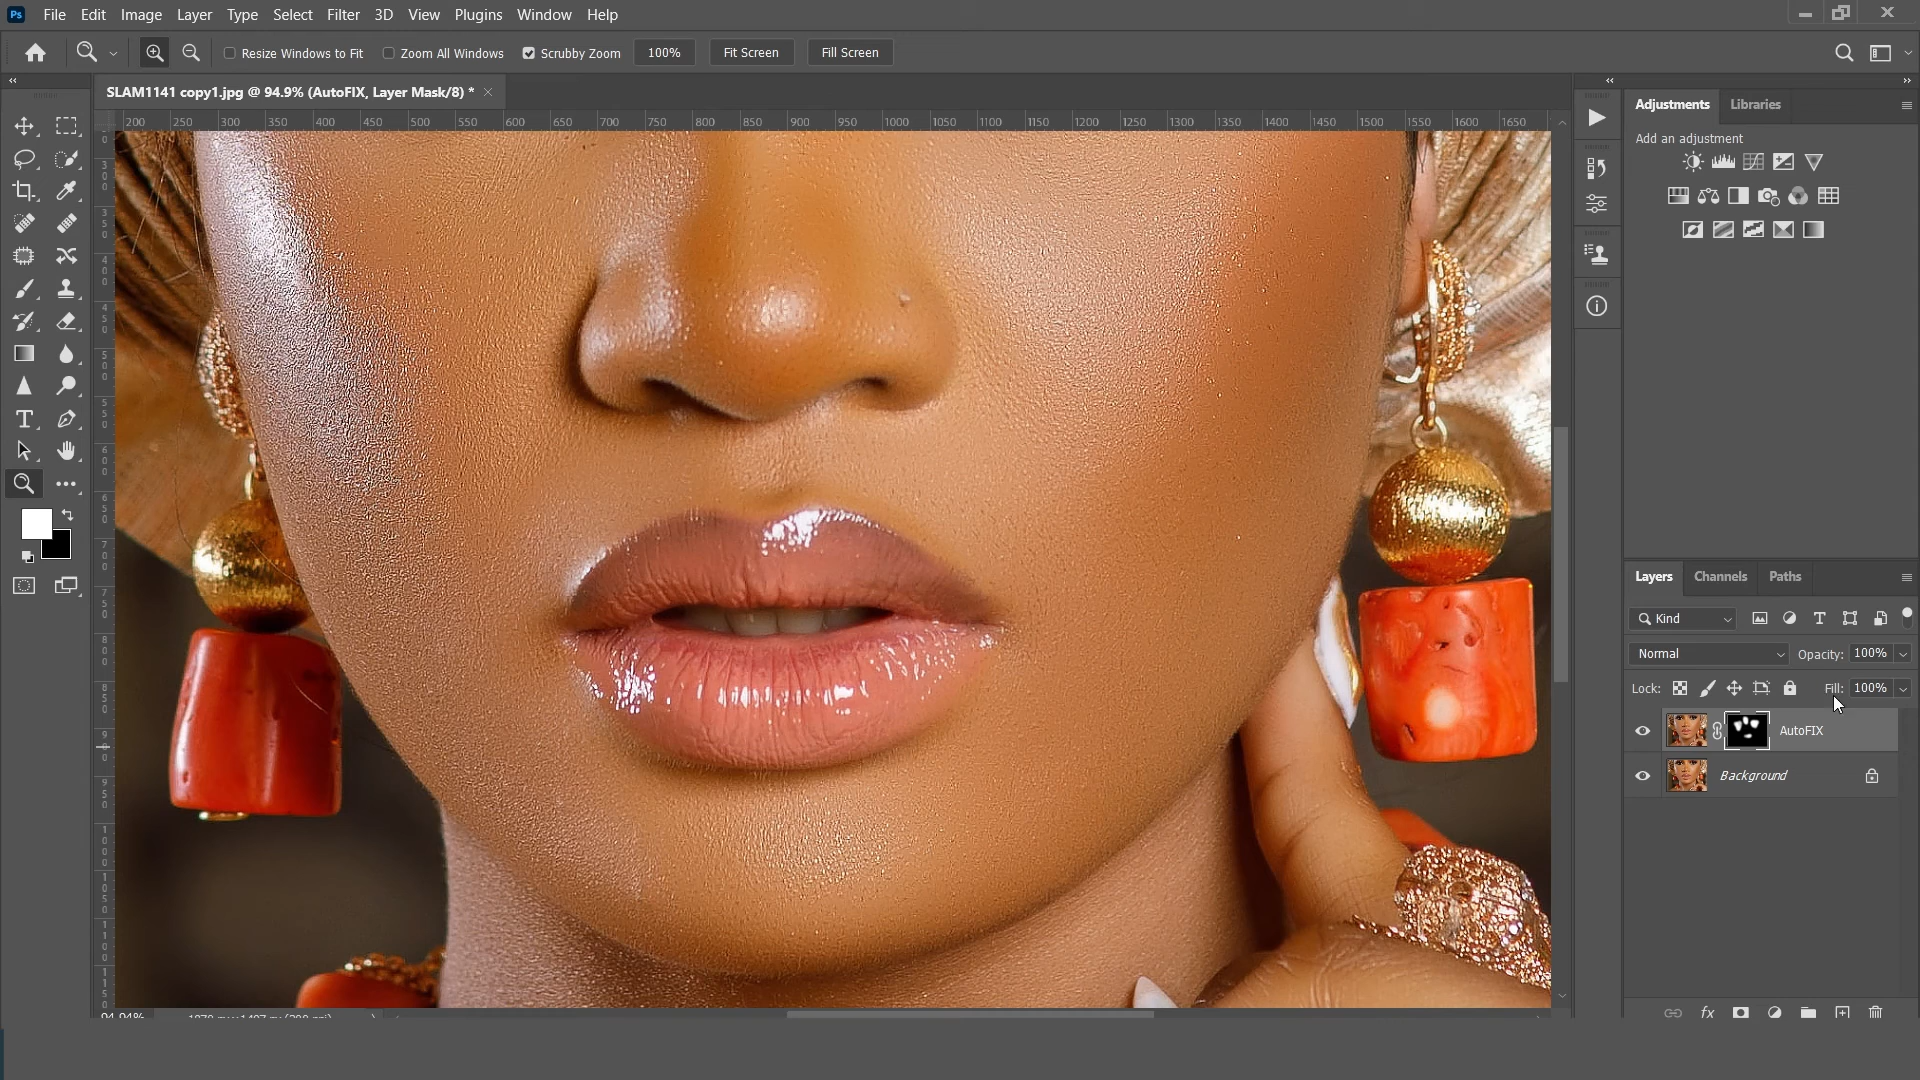 Ps File Edit Image Layer Type Select Filter 3D View Plugins Window Help
Resize Windows to Fit Zoom All Windows Scrubby Zoom 100% Fit Screen Fill Screen
SLAM1141 copy1.jpg @ 94.9% (AutoFIX, Layer Mask/8) * ×
200 250 300 350 400 450 500 550 600 650 700 750 800 850 900 950 1000 1050 1100 1150 1200 1250 1300 1350 1400 1450 1500 1550 1600 1650
Adjustments Libraries
Add an adjustment
Layers Channels Paths
Kind
Normal Opacity: 100%
Lock: Fill: 100%
AutoFIX
Background
fx